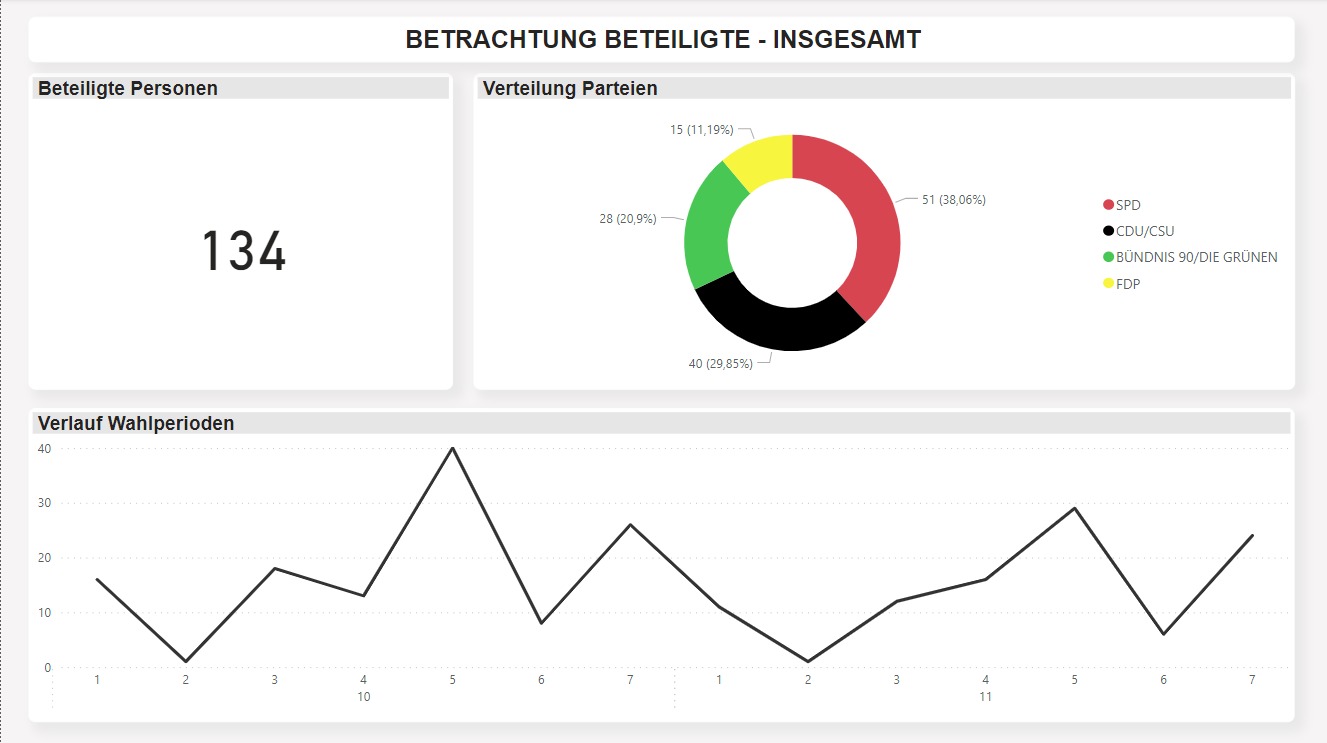 BETRACHTUNG BETEILIGTE - INSGESAMT
Beteiligte Personen
134
Verteilung Parteien
15 (11,19%)
51 (38,06%)
28 (20,9%)
40 (29,85%)
SPD
CDU/CSU
BÜNDNIS 90/DIE GRÜNEN
FDP
Verlauf Wahlperioden
40
30
20
10
0
1 2 3 4 5 6 7 1 2 3 4 5 6 7
10 11